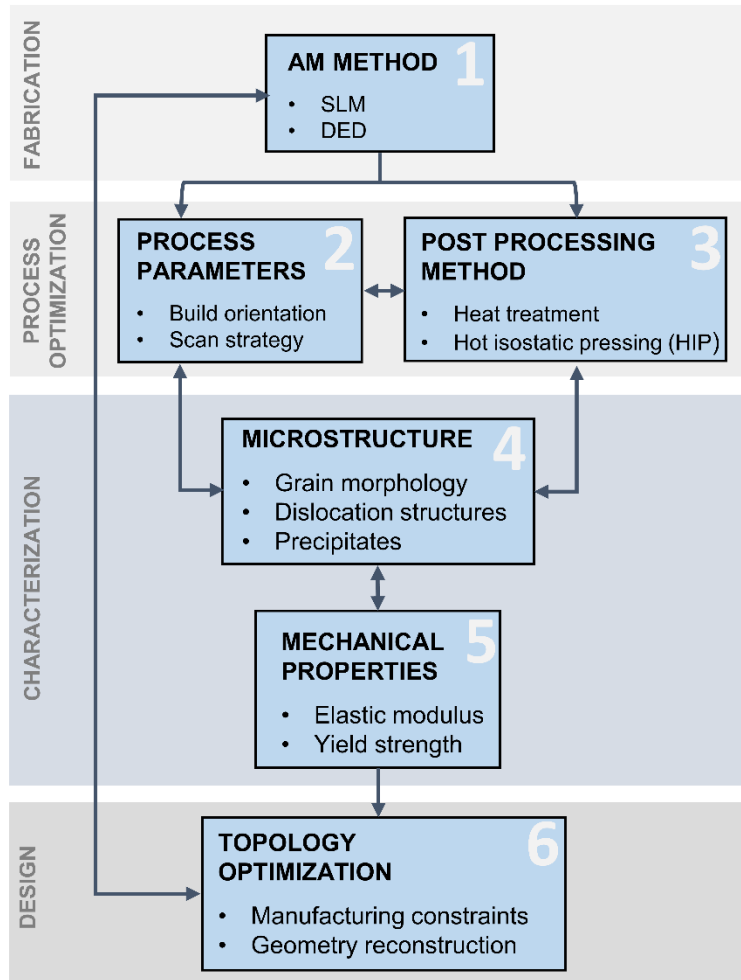 FABRICATION
AM METHOD
1
• SLM
• DED
PROCESS
OPTIMIZATION
PROCESS
PARAMETERS
2
• Build orientation
• Scan strategy
POST PROCESSING
METHOD
3
• Heat treatment
• Hot isostatic pressing (HIP)
CHARACTERIZATION
MICROSTRUCTURE
4
• Grain morphology
• Dislocation structures
• Precipitates
MECHANICAL
PROPERTIES
5
• Elastic modulus
• Yield strength
DESIGN
TOPOLOGY
OPTIMIZATION
6
• Manufacturing constraints
• Geometry reconstruction